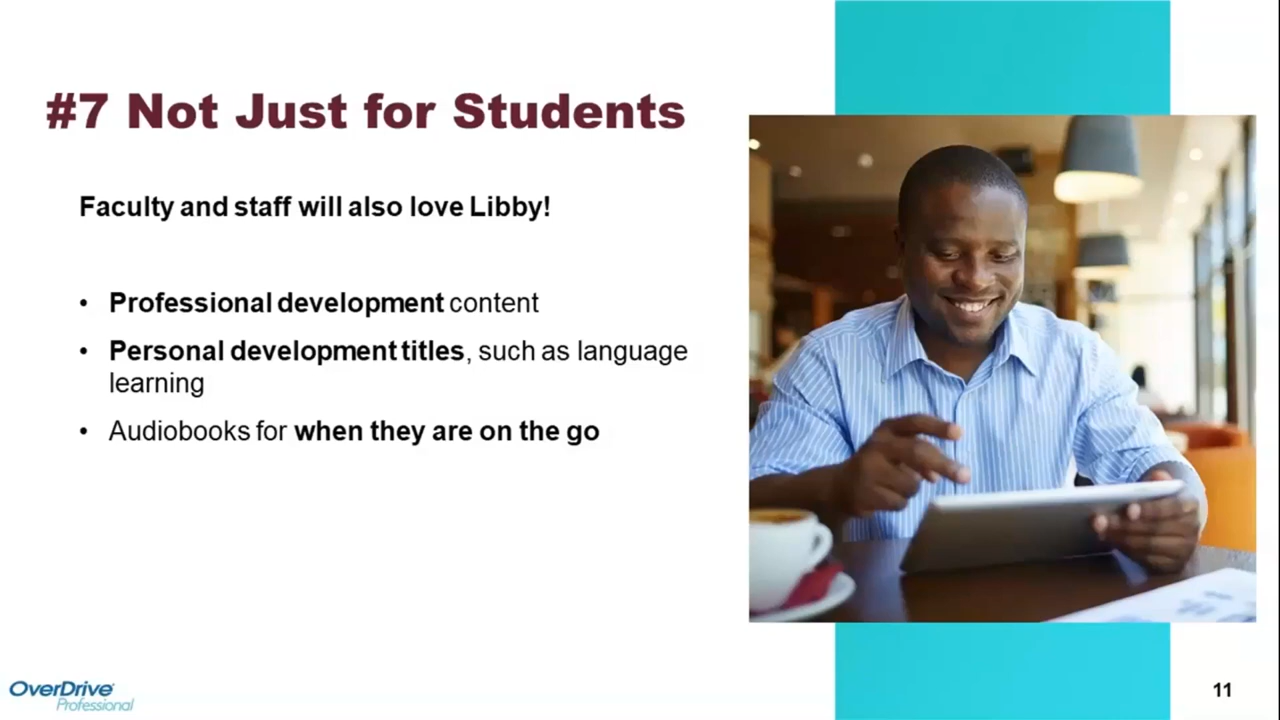 #7 Not Just for Students
Faculty and staff will also love Libby!
• Professional development content
• Personal development titles, such as language
learning
• Audiobooks for when they are on the go
OverDrive
Professional
11